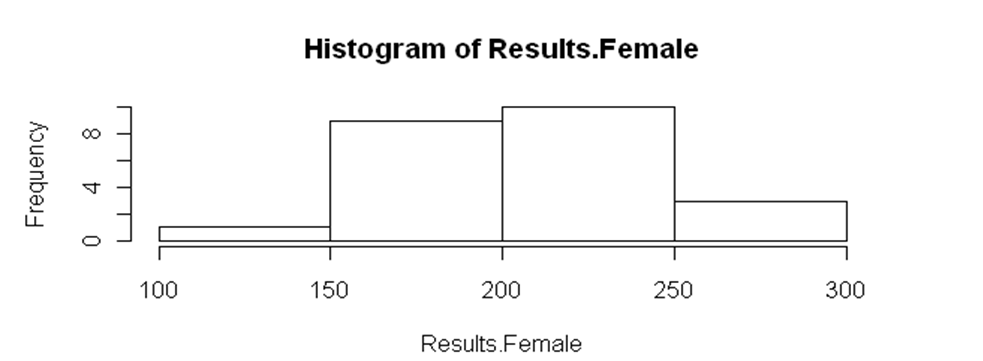 Histogram of Results.Female
Frequency
8
4
0
100 150 200 250 300
Results.Female